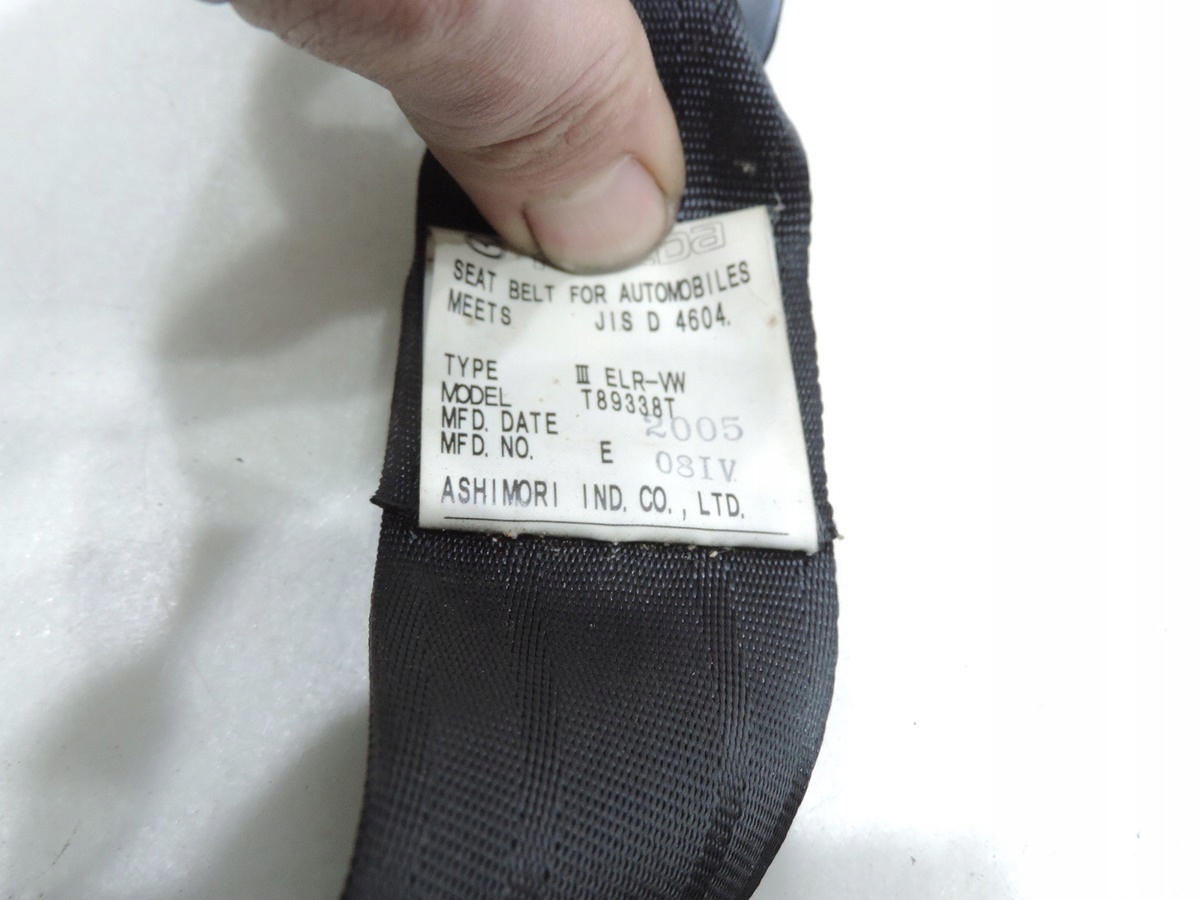 SEAT BELT FOR AUTOMOBILES
MEETS JIS D 4604.
TYPE III ELR-VW
MODEL T89338T
MFD. DATE 2005
MFD. NO. E 08IV
ASHIMORI IND. CO., LTD.